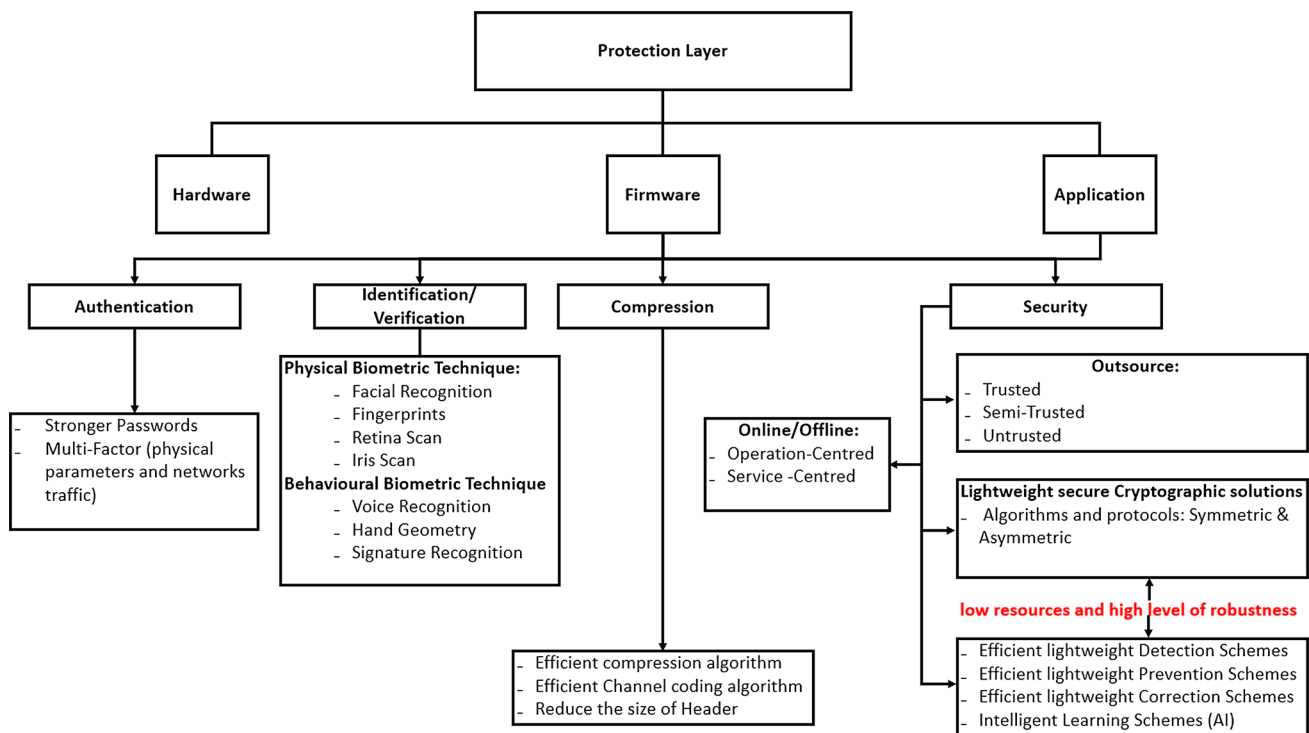 Protection Layer
Hardware
Firmware
Application
Authentication
Identification/
Verification
Compression
Security
- Stronger Passwords
- Multi-Factor (physical
parameters and networks
traffic)
Physical Biometric Technique:
- Facial Recognition
- Fingerprints
- Retina Scan
- Iris Scan
Behavioural Biometric Technique
- Voice Recognition
- Hand Geometry
- Signature Recognition
- Efficient compression algorithm
- Efficient Channel coding algorithm
- Reduce the size of Header
Online/Offline:
- Operation-Centred
- Service -Centred
Outsource:
- Trusted
- Semi-Trusted
- Untrusted
Lightweight secure Cryptographic solutions
- Algorithms and protocols: Symmetric &
Asymmetric
low resources and high level of robustness
- Efficient lightweight Detection Schemes
- Efficient lightweight Prevention Schemes
- Efficient lightweight Correction Schemes
- Intelligent Learning Schemes (AI)